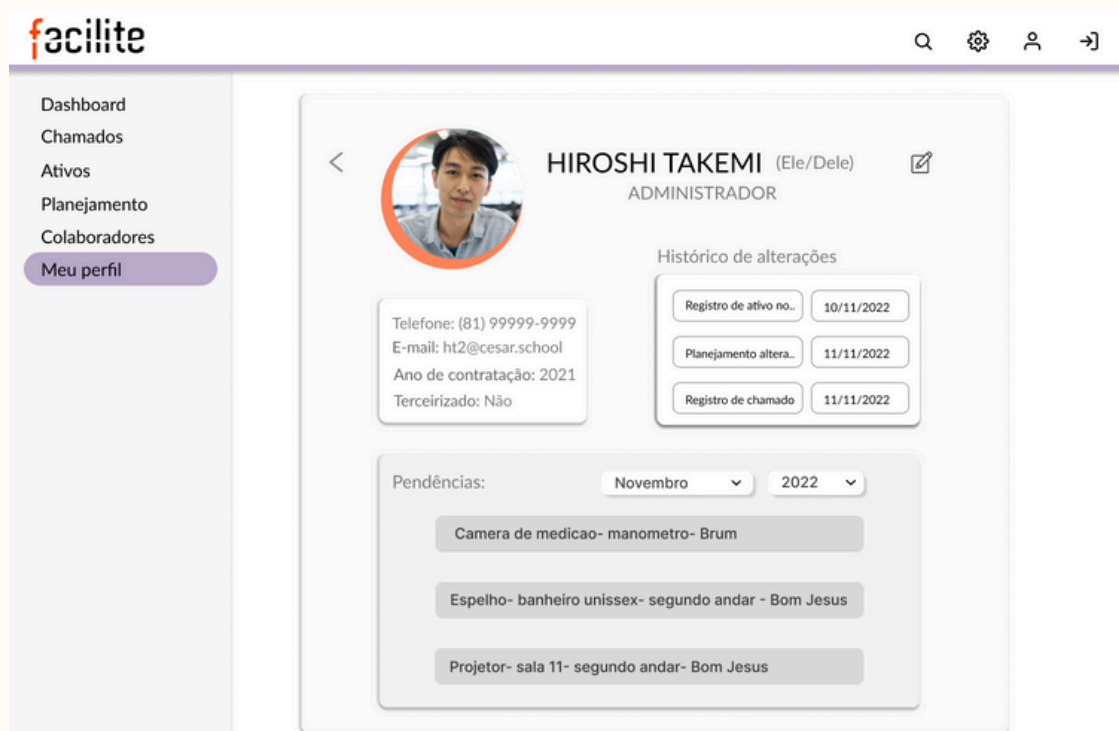 facilite
Dashboard
Chamados
Ativos
Planejamento
Colaboradores
Meu perfil
HIROSHI TAKEMI (Ele/Dele)
ADMINISTRADOR
Telefone: (81) 99999-9999
E-mail: ht2@cesar.school
Ano de contratação: 2021
Terceirizado: Não
Histórico de alterações
Registro de ativo no.. 10/11/2022
Planejamento altera.. 11/11/2022
Registro de chamado 11/11/2022
Pendências: Novembro 2022
Camera de medicao- manometro- Brum
Espelho- banheiro unissex- segundo andar - Bom Jesus
Projetor- sala 11- segundo andar- Bom Jesus